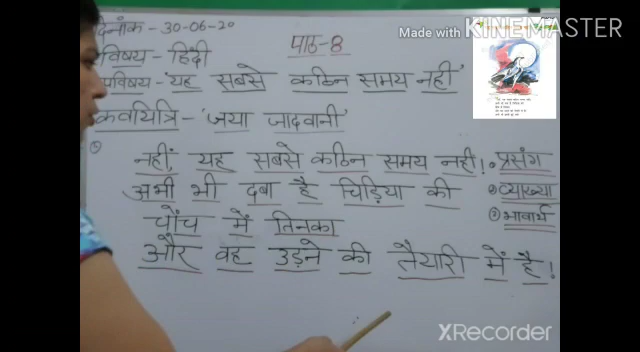 दिनांक - 30-06-20
Made with KINEMASTER
विषय - हिंदी
पाठ-8
उपविषय - 'यह सबसे कठिन समय नहीं'
कवयित्रि - 'जया जादवानी'
① नहीं, यह सबसे कठिन समय नहीं!
अभी भी दबा है चिड़िया की
चोंच में तिनका
और वह उड़ने की तैयारी में है!
① प्रसंग
② व्याख्या
③ भावार्थ
XRecorder